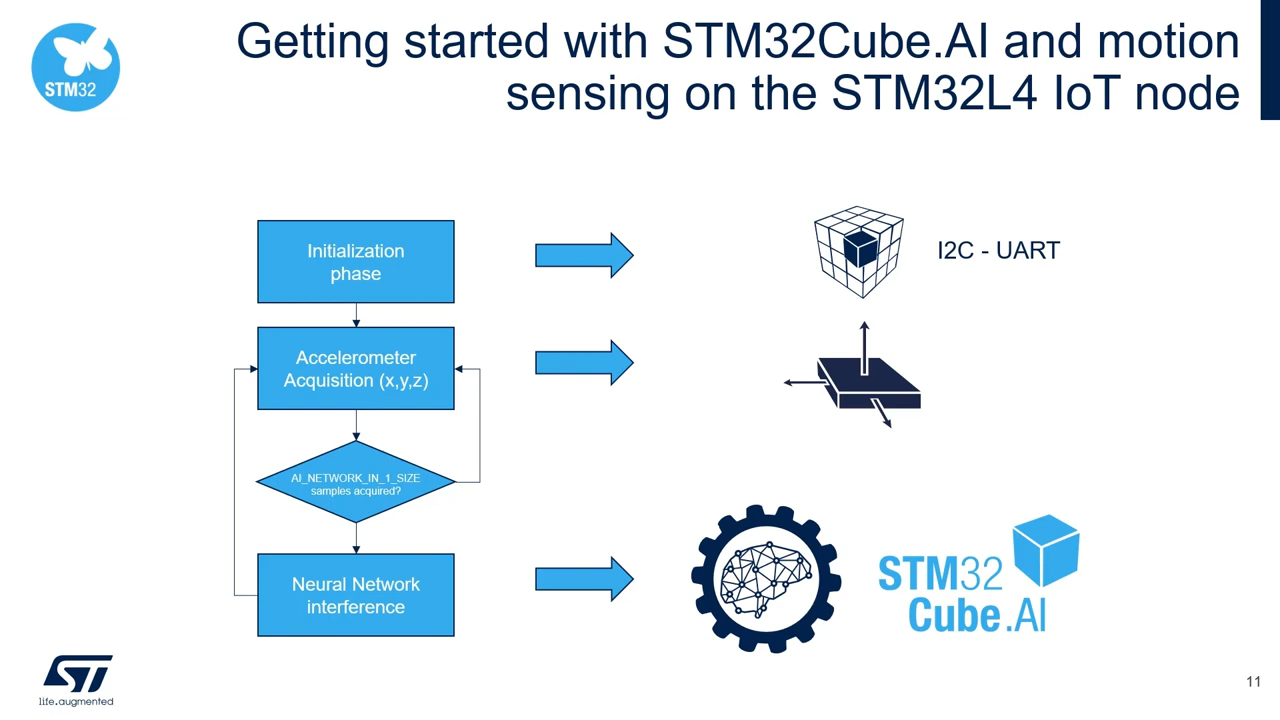 STM32
Getting started with STM32Cube.AI and motion
sensing on the STM32L4 IoT node
Initialization
phase
I2C - UART
Accelerometer
Acquisition (x,y,z)
AI_NETWORK_IN_1_SIZE
samples acquired?
Neural Network
interference
STM32
Cube.AI
ST
life.augmented
11